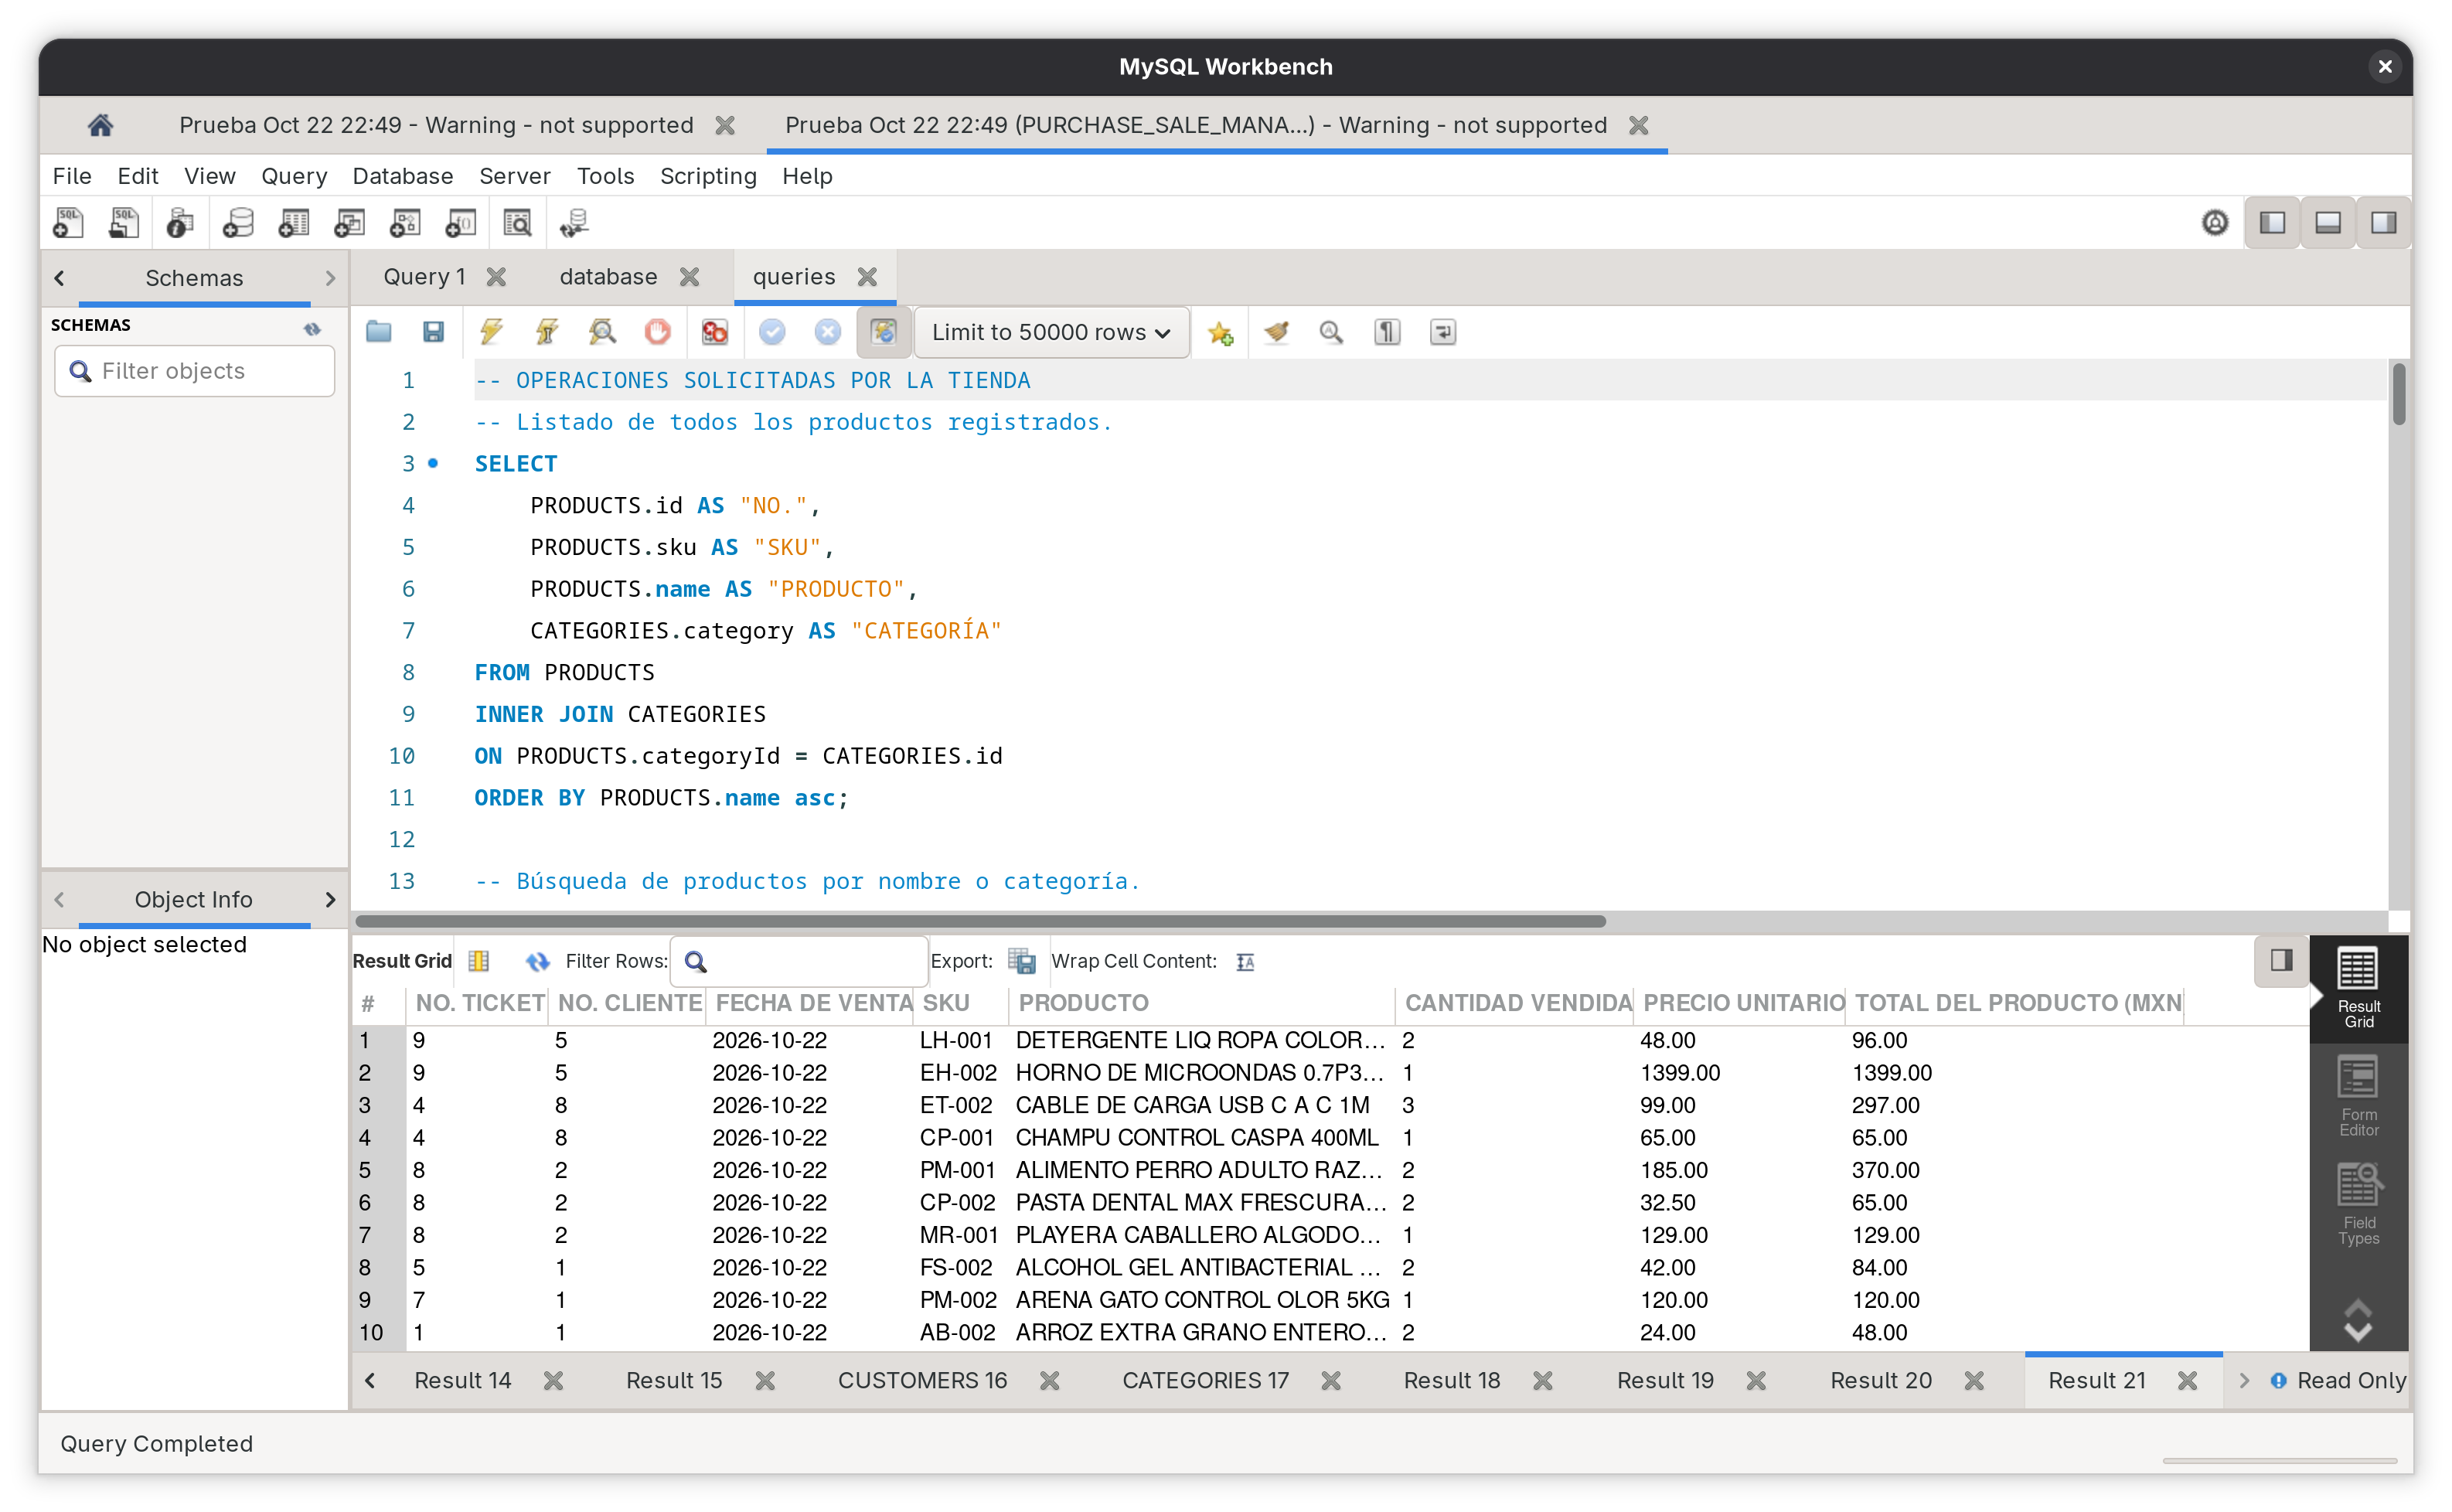 MySQL Workbench
Prueba Oct 22 22:49 - Warning - not supported
Prueba Oct 22 22:49 (PURCHASE_SALE_MANA...) - Warning - not supported
File Edit View Query Database Server Tools Scripting Help
Schemas
Query 1 database queries
SCHEMAS
Limit to 50000 rows
Filter objects
1 -- OPERACIONES SOLICITADAS POR LA TIENDA
2 -- Listado de todos los productos registrados.
3 SELECT
4 PRODUCTS.id AS "NO.",
5 PRODUCTS.sku AS "SKU",
6 PRODUCTS.name AS "PRODUCTO",
7 CATEGORIES.category AS "CATEGORÍA"
8 FROM PRODUCTS
9 INNER JOIN CATEGORIES
10 ON PRODUCTS.categoryId = CATEGORIES.id
11 ORDER BY PRODUCTS.name asc;
12
13 -- Búsqueda de productos por nombre o categoría.
Object Info
No object selected
Result Grid Filter Rows: Export: Wrap Cell Content:
# NO. TICKET NO. CLIENTE FECHA DE VENTA SKU PRODUCTO CANTIDAD VENDIDA PRECIO UNITARIO TOTAL DEL PRODUCTO (MXN
1 9 5 2026-10-22 LH-001 DETERGENTE LIQ ROPA COLOR... 2 48.00 96.00
2 9 5 2026-10-22 EH-002 HORNO DE MICROONDAS 0.7P3... 1 1399.00 1399.00
3 4 8 2026-10-22 ET-002 CABLE DE CARGA USB C A C 1M 3 99.00 297.00
4 4 8 2026-10-22 CP-001 CHAMPU CONTROL CASPA 400ML 1 65.00 65.00
5 8 2 2026-10-22 PM-001 ALIMENTO PERRO ADULTO RAZ... 2 185.00 370.00
6 8 2 2026-10-22 CP-002 PASTA DENTAL MAX FRESCURA... 2 32.50 65.00
7 8 2 2026-10-22 MR-001 PLAYERA CABALLERO ALGODO... 1 129.00 129.00
8 5 1 2026-10-22 FS-002 ALCOHOL GEL ANTIBACTERIAL ... 2 42.00 84.00
9 7 1 2026-10-22 PM-002 ARENA GATO CONTROL OLOR 5KG 1 120.00 120.00
10 1 1 2026-10-22 AB-002 ARROZ EXTRA GRANO ENTERO... 2 24.00 48.00
Result
Grid
Form
Editor
Field
Types
Result 14 Result 15 CUSTOMERS 16 CATEGORIES 17 Result 18 Result 19 Result 20 Result 21 Read Only
Query Completed